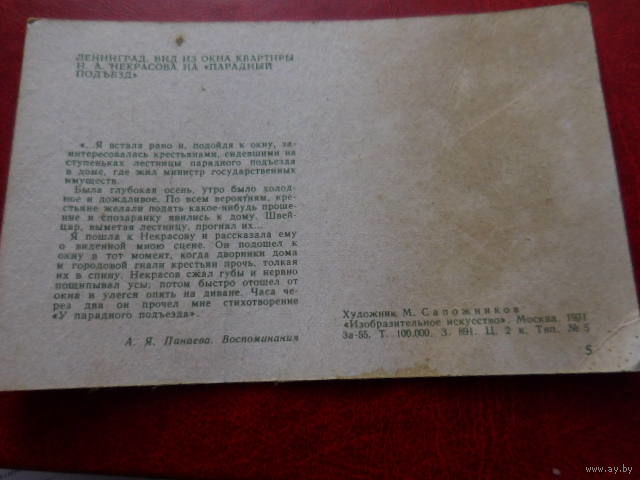 ЛЕНИНГРАД. ВИД ИЗ ОКНА КВАРТИРЫ
Н. А. НЕКРАСОВА НА «ПАРАДНЫЙ
ПОДЪЕЗД»
«...Я встала рано и, подойдя к окну, за-
интересовалась крестьянами, сидевшими на
ступеньках лестницы парадного подъезда
в доме, где жил министр государственных
имуществ.
Была глубокая осень, утро было холод-
ное и дождливое. По всем вероятиям, кре-
стьяне желали подать какое-нибудь проше-
ние и спозаранку явились к дому. Швей-
цар, выметая лестницу, прогнал их...
Я пошла к Некрасову и рассказала ему
о виденной мною сцене. Он подошел к
окну в тот момент, когда дворники дома
и городовой гнали крестьян прочь, толкая
их в спину. Некрасов сжал губы и нервно
пощипывал усы; потом быстро отошел от
окна и улегся опять на диване. Часа че-
рез два он прочел мне стихотворение
«У парадного подъезда».
А. Я. Панаева. Воспоминания
Художник М. Сапожников
«Изобразительное искусство». Москва.
За-55. Т. 100.000. З. 891. Ц. 2 к. Тип. № 5
5
www.ay.by